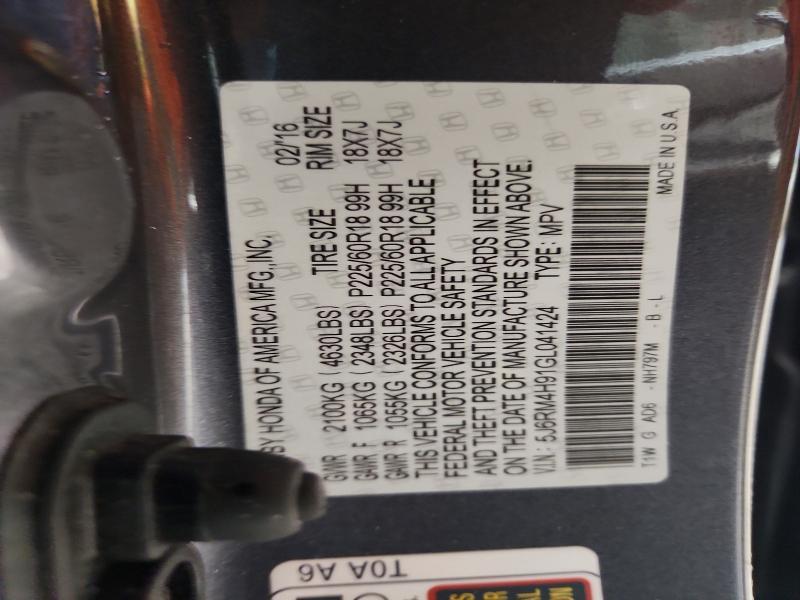 BY HONDA OF AMERICA MFG., INC. 02/'16
GVWR 2100KG (4630LBS) TIRE SIZE RIM SIZE
GAWR F 1065KG (2348LBS) P225/60R18 99H 18X7J
GAWR R 1055KG (2326LBS) P225/60R18 99H 18X7J
THIS VEHICLE CONFORMS TO ALL APPLICABLE
FEDERAL MOTOR VEHICLE SAFETY
AND THEFT PREVENTION STANDARDS IN EFFECT
ON THE DATE OF MANUFACTURE SHOWN ABOVE.
V.I.N.: 5J6RM4H91GL041424 TYPE: MPV
T1W G AD6 -NH797M -B-L MADE IN U.S.A.
T0A A6